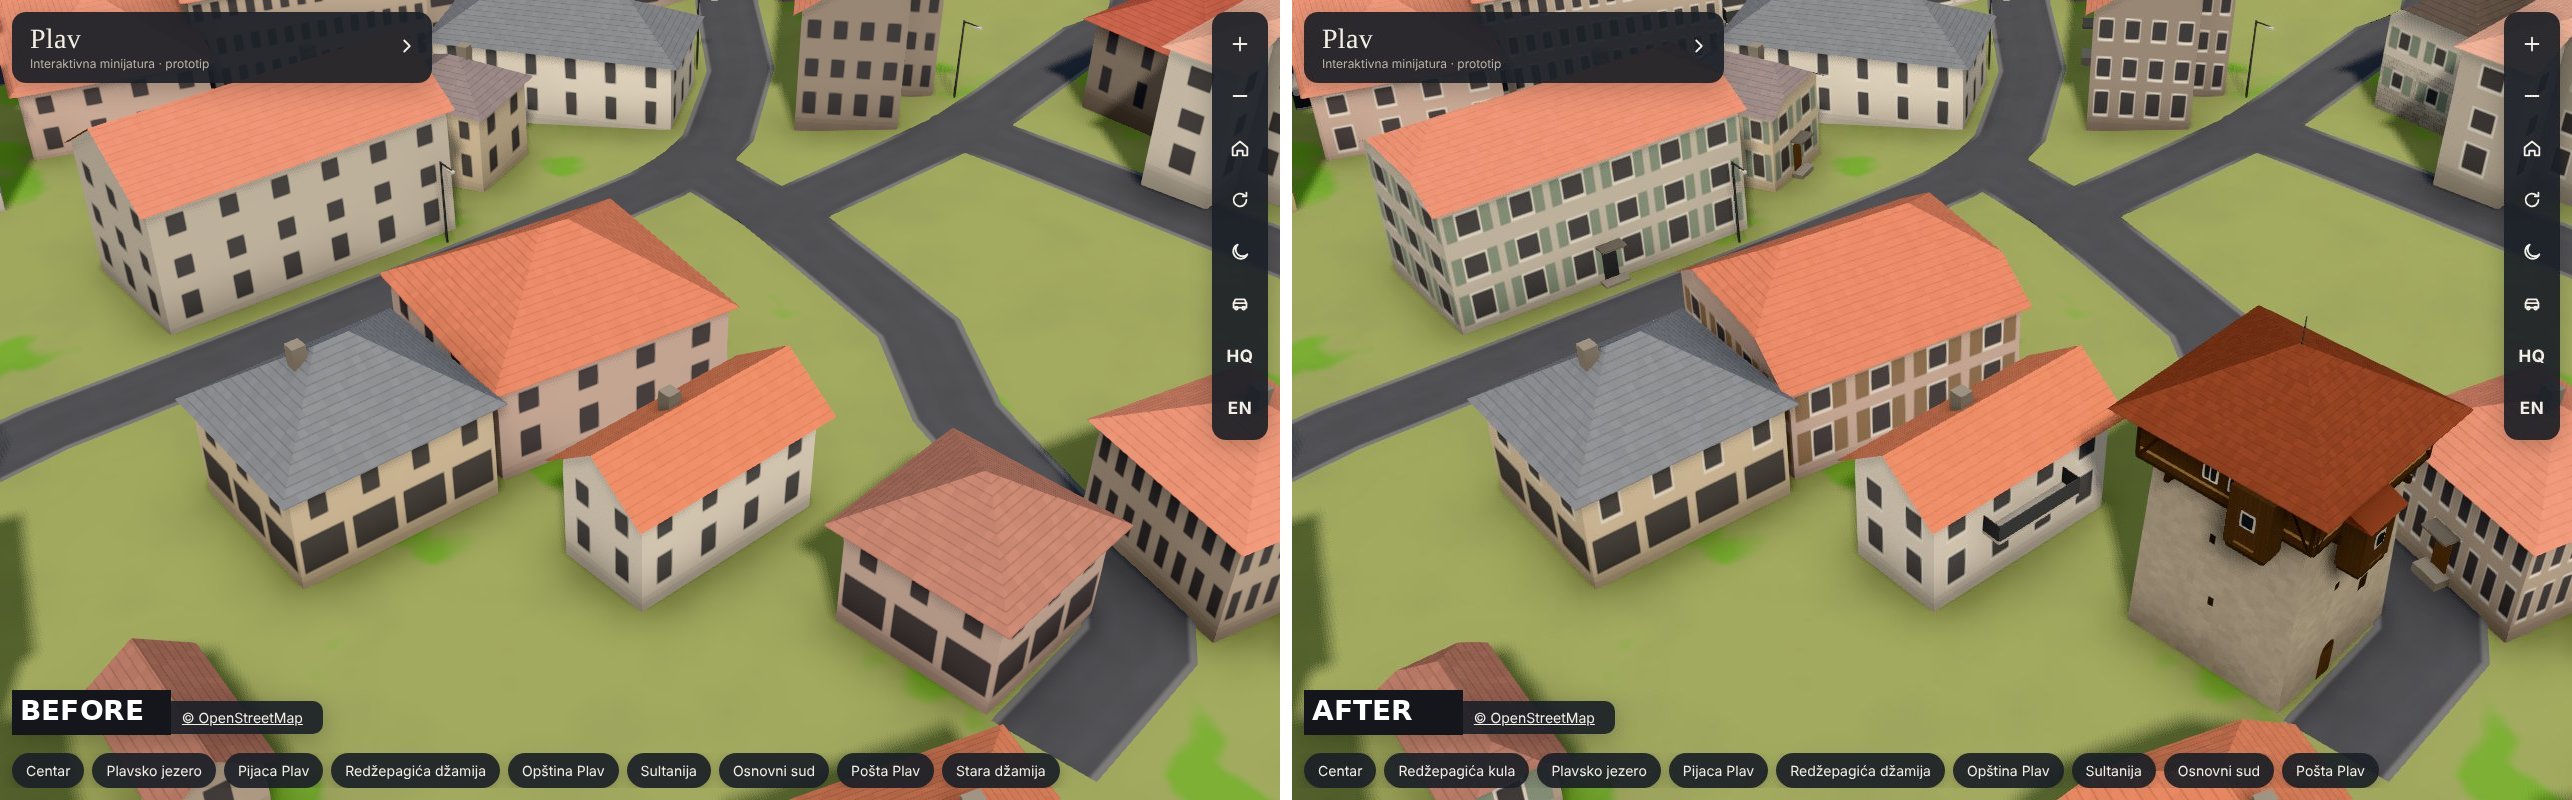 Plav
Interaktivna minijatura · prototip
HQ
EN
BEFORE
© OpenStreetMap
Centar
Plavsko jezero
Pijaca Plav
Redžepagića džamija
Opština Plav
Sultanija
Osnovni sud
Pošta Plav
Stara džamija
Plav
Interaktivna minijatura · prototip
HQ
EN
AFTER
© OpenStreetMap
Centar
Redžepagića kula
Plavsko jezero
Pijaca Plav
Redžepagića džamija
Opština Plav
Sultanija
Osnovni sud
Pošta Plav